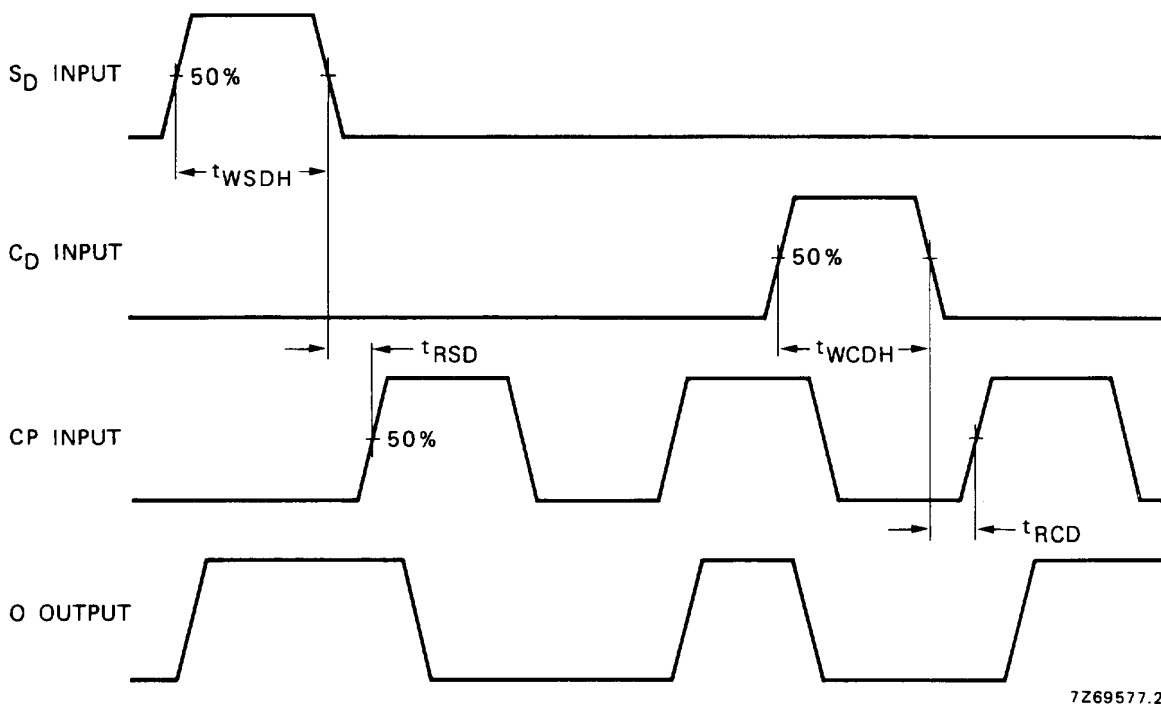 S_D INPUT
50%
t_WSDH
C_D INPUT
50%
t_WCDH
t_RSD
CP INPUT
50%
t_RCD
O OUTPUT
7Z69577.2